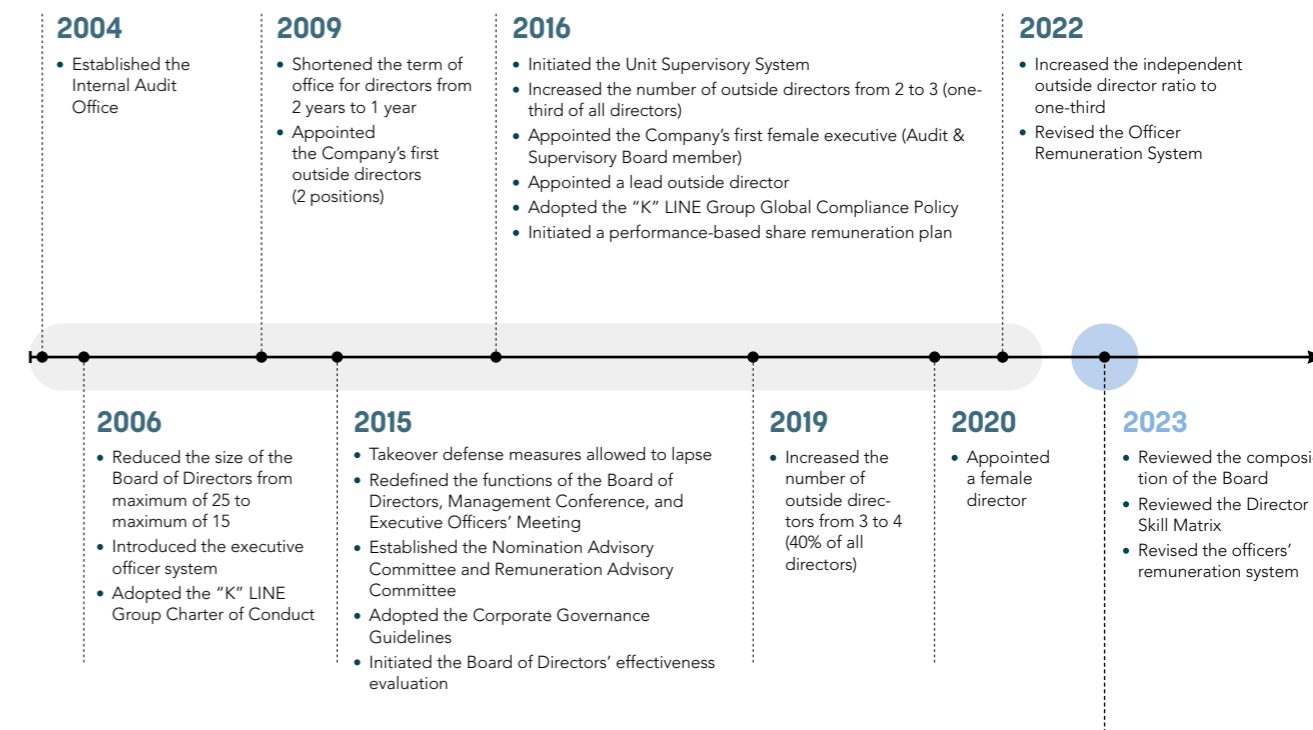 2004
• Established the
Internal Audit
Office
2009
• Shortened the term of
office for directors from
2 years to 1 year
• Appointed
the Company’s first
outside directors
(2 positions)
2016
• Initiated the Unit Supervisory System
• Increased the number of outside directors from 2 to 3 (one-
third of all directors)
• Appointed the Company’s first female executive (Audit &
Supervisory Board member)
• Appointed a lead outside director
• Adopted the “K” LINE Group Global Compliance Policy
• Initiated a performance-based share remuneration plan
2022
• Increased the independent
outside director ratio to
one-third
• Revised the Officer
Remuneration System
2006
• Reduced the size of the
Board of Directors from
maximum of 25 to
maximum of 15
• Introduced the executive
officer system
• Adopted the “K” LINE
Group Charter of Conduct
2015
• Takeover defense measures allowed to lapse
• Redefined the functions of the Board of
Directors, Management Conference, and
Executive Officers’ Meeting
• Established the Nomination Advisory
Committee and Remuneration Advisory
Committee
• Adopted the Corporate Governance
Guidelines
• Initiated the Board of Directors’ effectiveness
evaluation
2019
• Increased the
number of
outside direc-
tors from 3 to 4
(40% of all
directors)
2020
• Appointed
a female
director
2023
• Reviewed the composi-
tion of the Board
• Reviewed the Director
Skill Matrix
• Revised the officers’
remuneration system